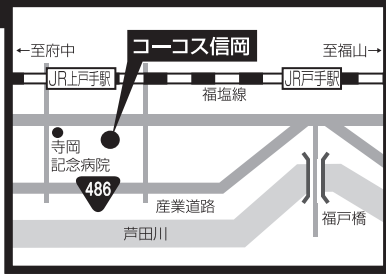 コーコス信岡
←至府中
至福山→
JR上戸手駅
JR戸手駅
福塩線
寺岡
記念病院
486
産業道路
福戸橋
芦田川